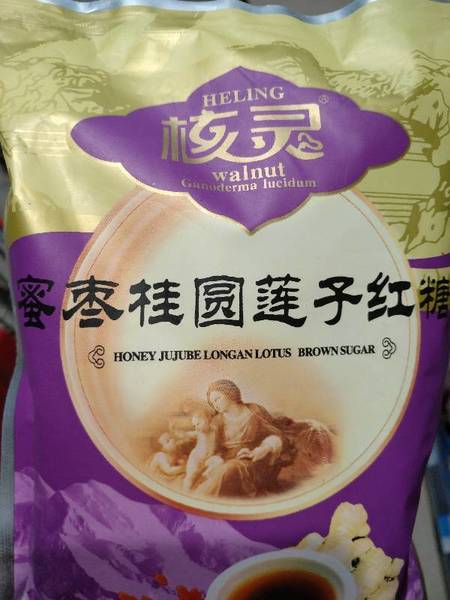 HELING
核灵®
walnut
Ganoderma lucidum
蜜枣桂圆莲子红糖
HONEY JUJUBE LONGAN LOTUS BROWN SUGAR